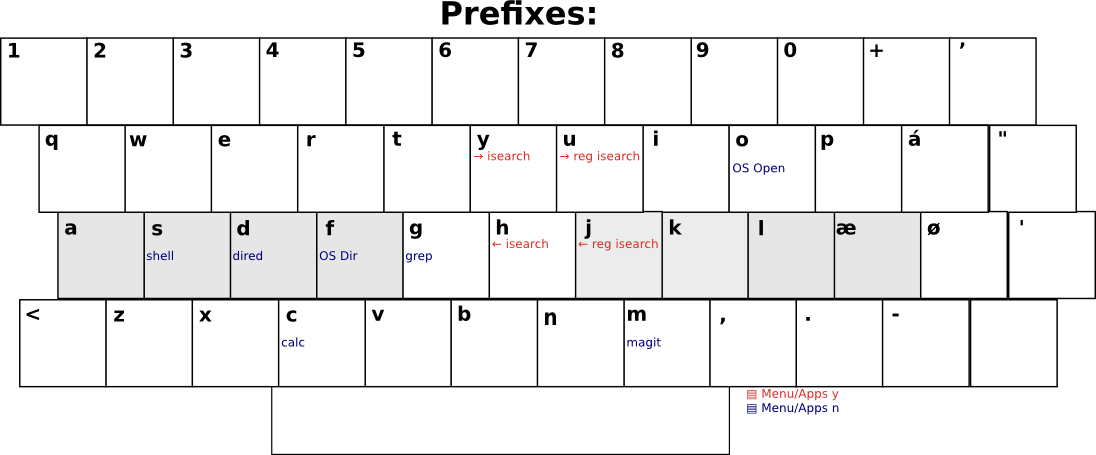 Prefixes:
1 2 3 4 5 6 7 8 9 0 + ’
q w e r t y u i o p á "
→ isearch → reg isearch
OS Open
a s d f g h j k l æ ø '
← isearch ← reg isearch
shell dired OS Dir grep
< z x c v b n m , . -
calc magit
▤ Menu/Apps y
▤ Menu/Apps n